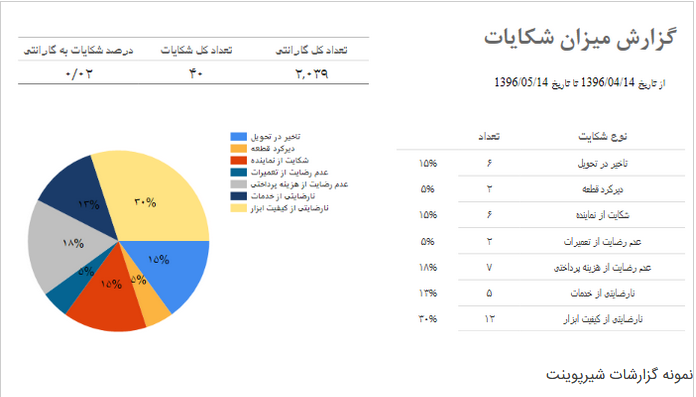 گزارش میزان شکایات
از تاریخ 1396/04/14 تا تاریخ 1396/05/14
تعداد کل گارانتی تعداد کل شکایات درصد شکایات به گارانتی
۲,۰۳۹ ۴۰ ۰/۰۲
نوع شکایت تعداد
تاخیر در تحویل ۶ ۱۵%
دیرکرد قطعه ۲ ۵%
شکایت از نماینده ۶ ۱۵%
عدم رضایت از تعمیرات ۲ ۵%
عدم رضایت از هزینه پرداختی ۷ ۱۸%
نارضایتی از خدمات ۵ ۱۳%
نارضایتی از کیفیت ابزار ۱۲ ۳۰%
تاخیر در تحویل
دیرکرد قطعه
شکایت از نماینده
عدم رضایت از تعمیرات
عدم رضایت از هزینه پرداختی
نارضایتی از خدمات
نارضایتی از کیفیت ابزار
۳۰%
۱۳%
۱۸%
۵%
۱۵%
۵%
۱۵%
نمونه گزارشات شیرپوینت